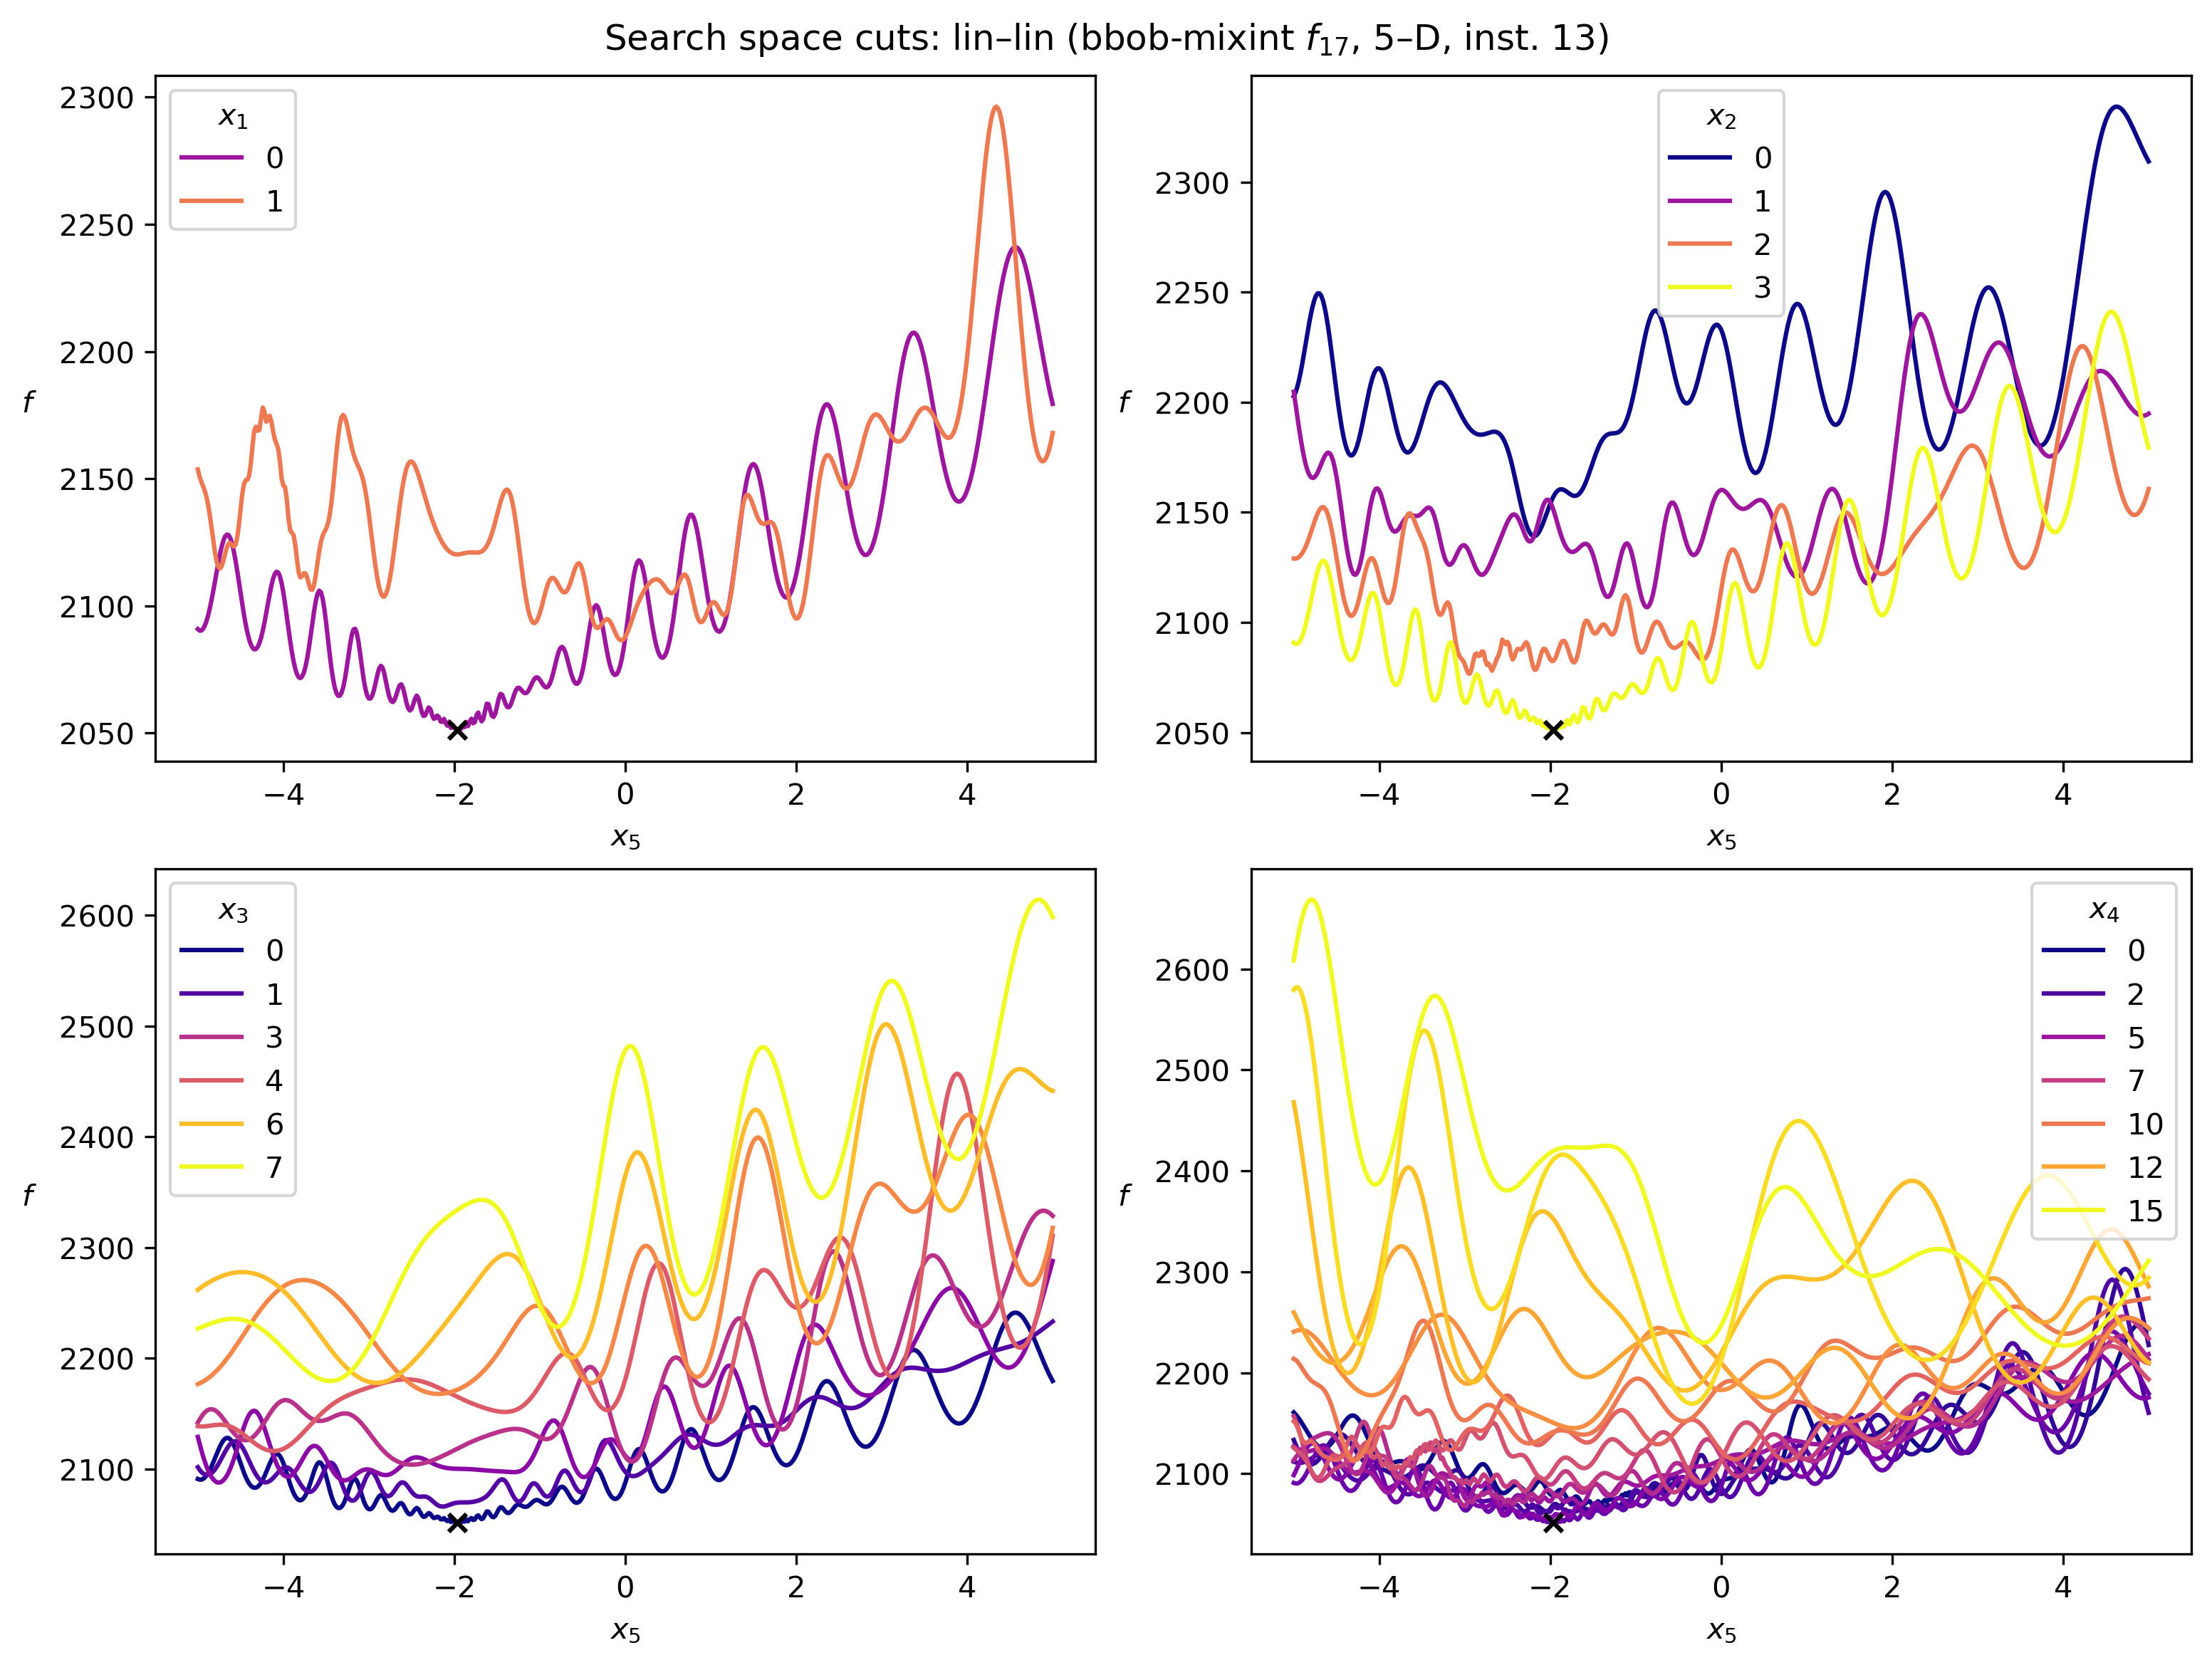 Search space cuts: lin–lin (bbob-mixint f₁₇, 5–D, inst. 13)
2300
2250
2200
2150
2100
2050
f
x₁
0
1
−4 −2 0 2 4
x₅
2300
2250
2200
2150
2100
2050
f
x₂
0
1
2
3
−4 −2 0 2 4
x₅
2600
2500
2400
2300
2200
2100
f
x₃
0
1
3
4
6
7
−4 −2 0 2 4
x₅
2600
2500
2400
2300
2200
2100
f
x₄
0
2
5
7
10
12
15
−4 −2 0 2 4
x₅